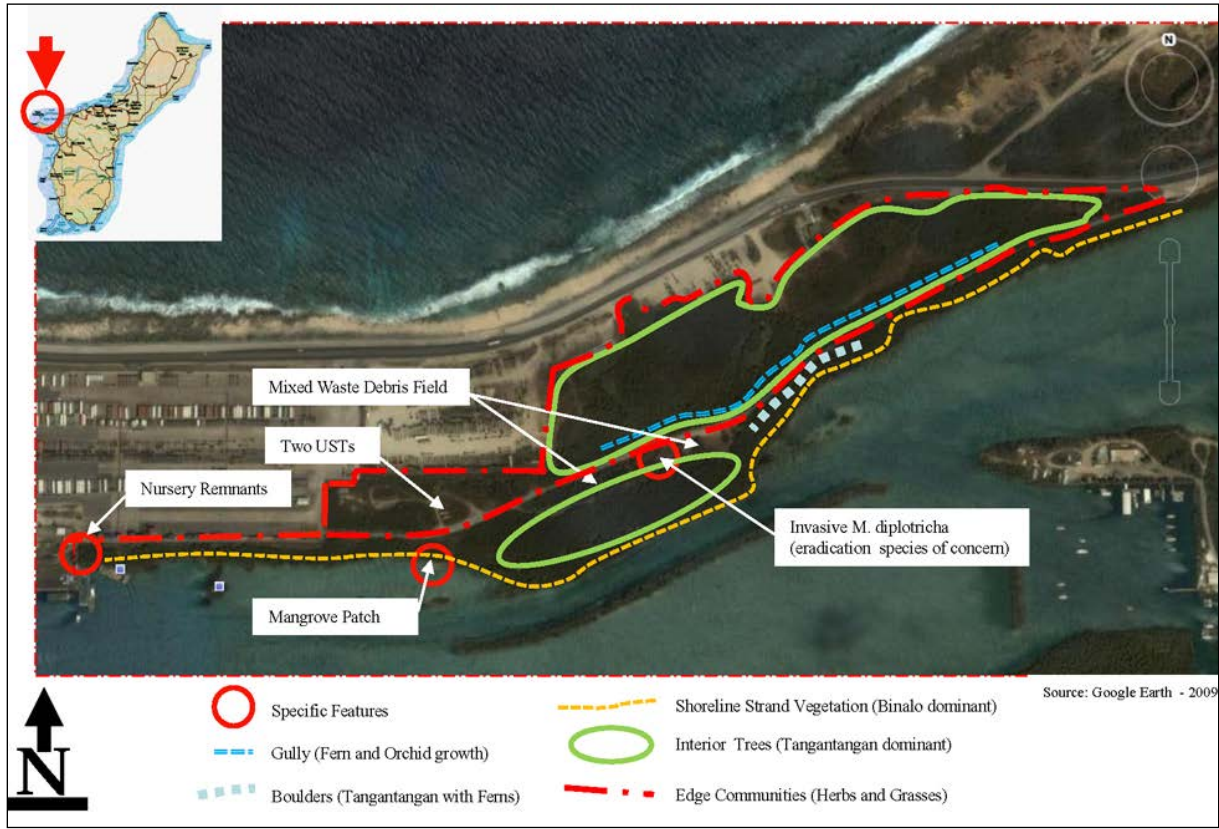 N
Mixed Waste Debris Field
Two USTs
Nursery Remnants
Invasive M. diplotricha
(eradication species of concern)
Mangrove Patch
Source: Google Earth - 2009
N
Specific Features
Gully (Fern and Orchid growth)
Boulders (Tangantangan with Ferns)
Shoreline Strand Vegetation (Binalo dominant)
Interior Trees (Tangantangan dominant)
Edge Communities (Herbs and Grasses)